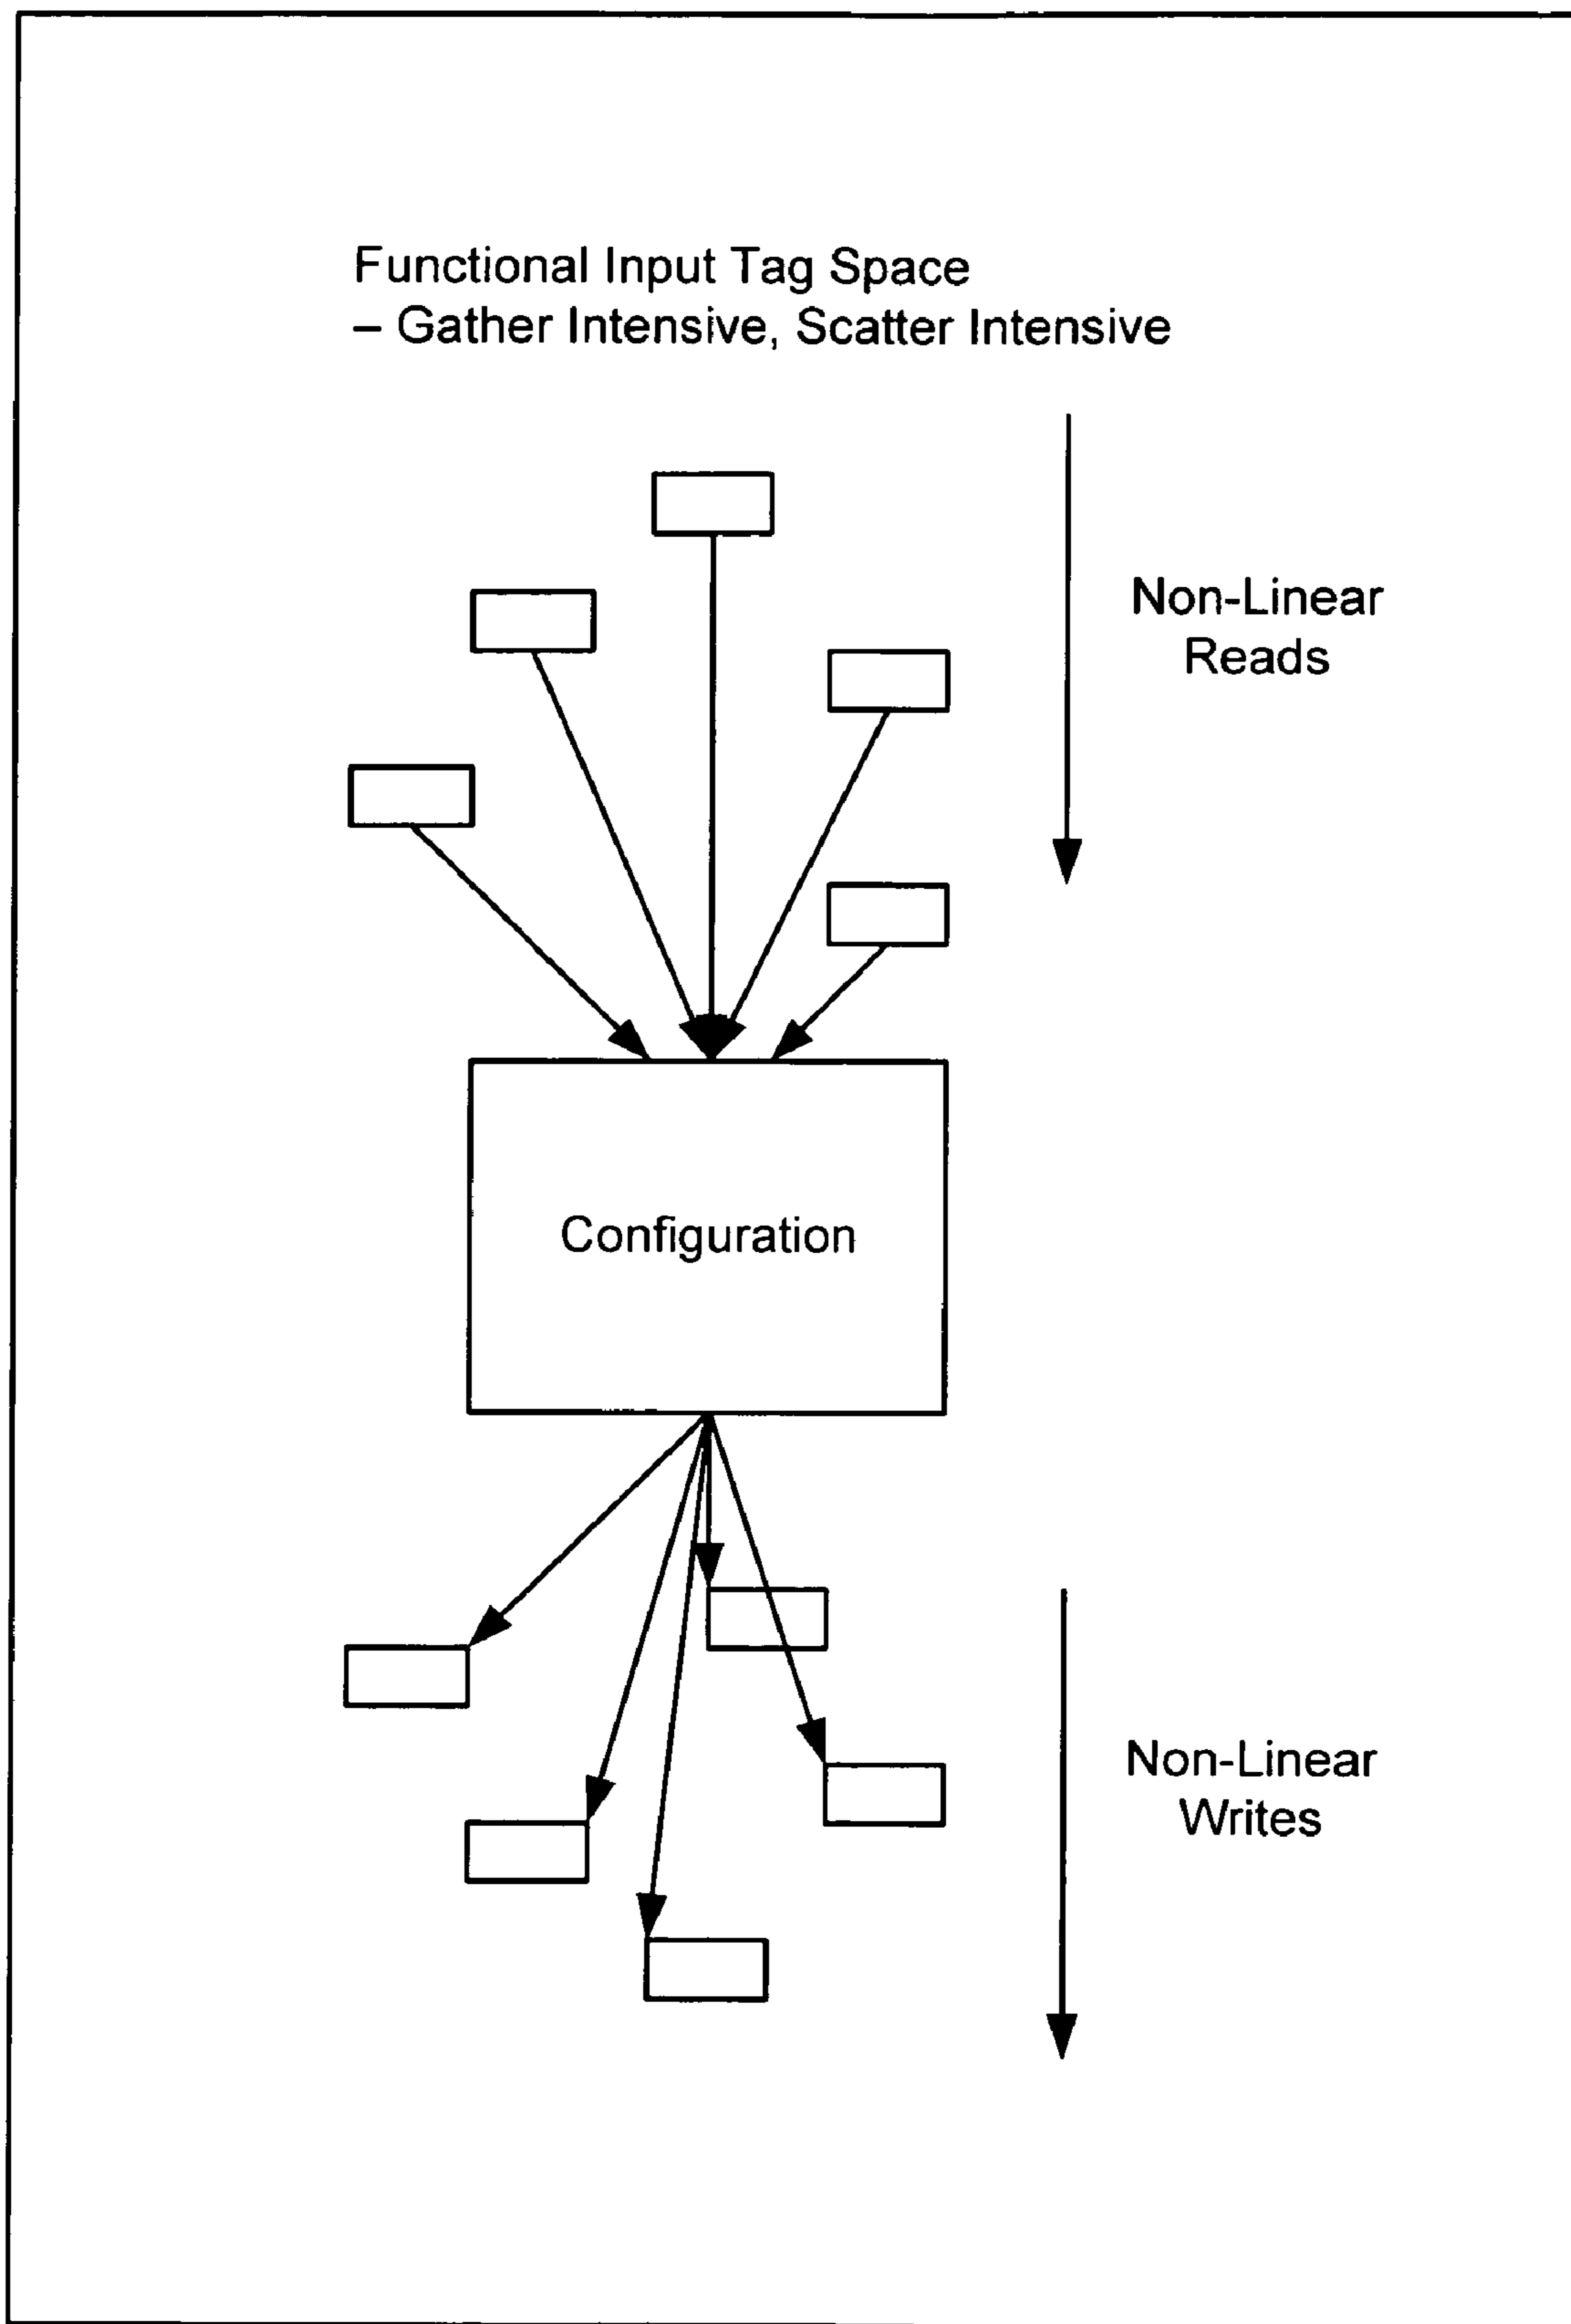 Functional Input Tag Space
– Gather Intensive, Scatter Intensive
Non-Linear
Reads
Configuration
Non-Linear
Writes